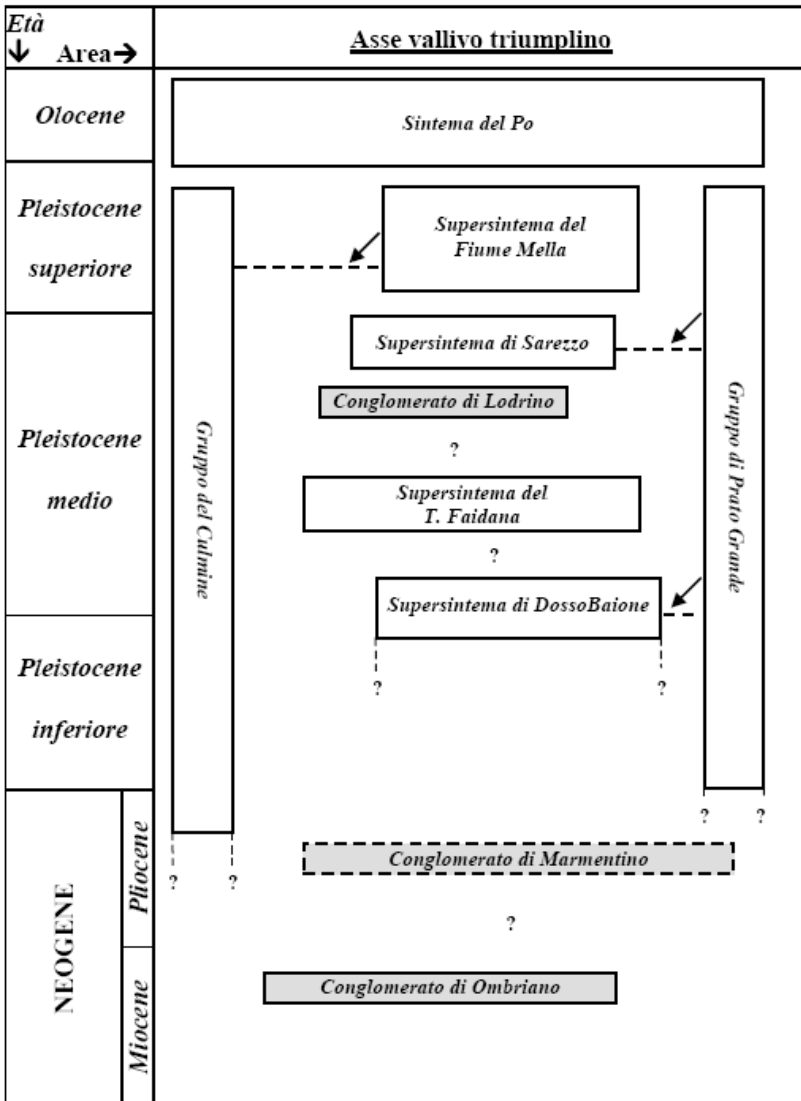 Età
Area
Asse vallivo triumplino
Olocene
Sintema del Po
Pleistocene
superiore
Supersintema del
Fiume Mella
Pleistocene
medio
Supersintema di Sarezzo
Conglomerato di Lodrino
?
Supersintema del
T. Faidana
?
Supersintema di DossoBaione
? ?
Gruppo del Culmine
Gruppo di Prato Grande
Pleistocene
inferiore
? ?
NEOGENE
Pliocene
Conglomerato di Marmentino
? ?
?
Miocene
Conglomerato di Ombriano